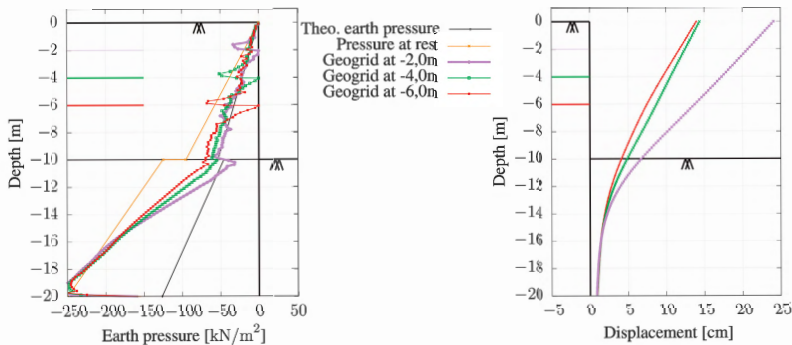 Theo. earth pressure
Pressure at rest
Geogrid at -2,0m
Geogrid at -4,0m
Geogrid at -6,0m
Depth [m]
0
−2
−4
−6
−8
−10
−12
−14
−16
−18
−20
−250 −200 −150 −100 −50 0 50
Earth pressure [kN/m²]
Depth [m]
0
−2
−4
−6
−8
−10
−12
−14
−16
−18
−20
−5 0 5 10 15 20 25
Displacement [cm]